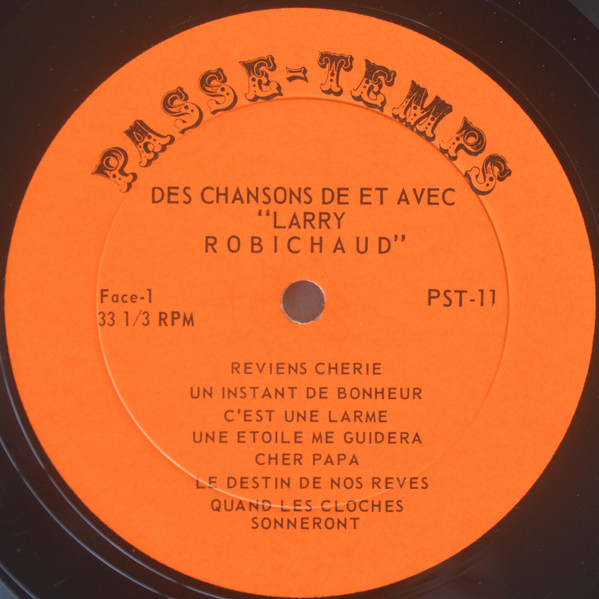 PASSE-TEMPS
DES CHANSONS DE ET AVEC
"LARRY
ROBICHAUD"
Face-1
33 1/3 RPM
PST-11
REVIENS CHERIE
UN INSTANT DE BONHEUR
C'EST UNE LARME
UNE ETOILE ME GUIDERA
CHER PAPA
LE DESTIN DE NOS REVES
QUAND LES CLOCHES
SONNERONT